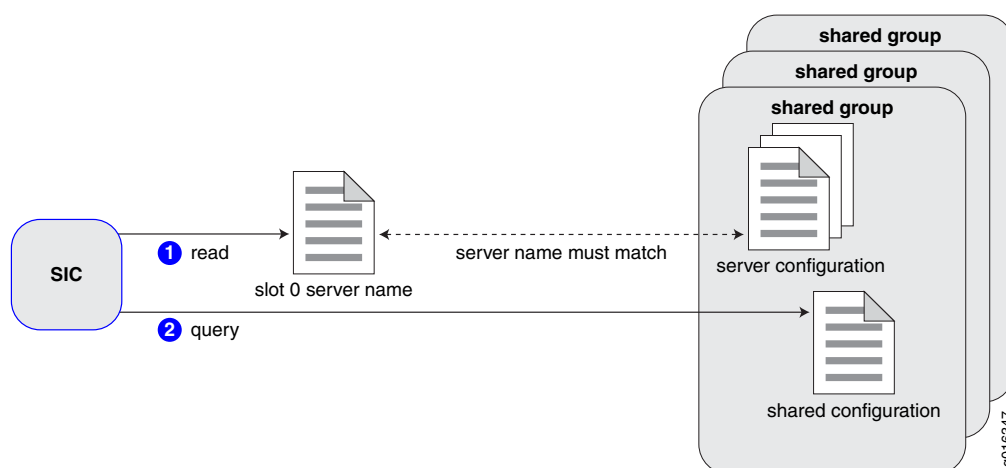 shared group
shared group
shared group
SIC
1 read
server name must match
server configuration
slot 0 server name
2 query
shared configuration
g016347